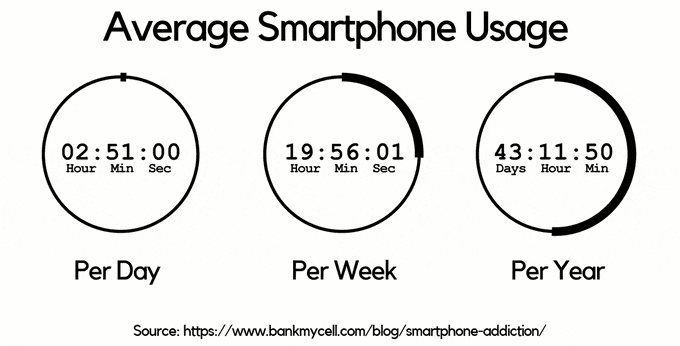 Average Smartphone Usage
02:51:00
Hour Min Sec
Per Day
19:56:01
Hour Min Sec
Per Week
43:11:50
Days Hour Min
Per Year
Source: https://www.bankmycell.com/blog/smartphone-addiction/